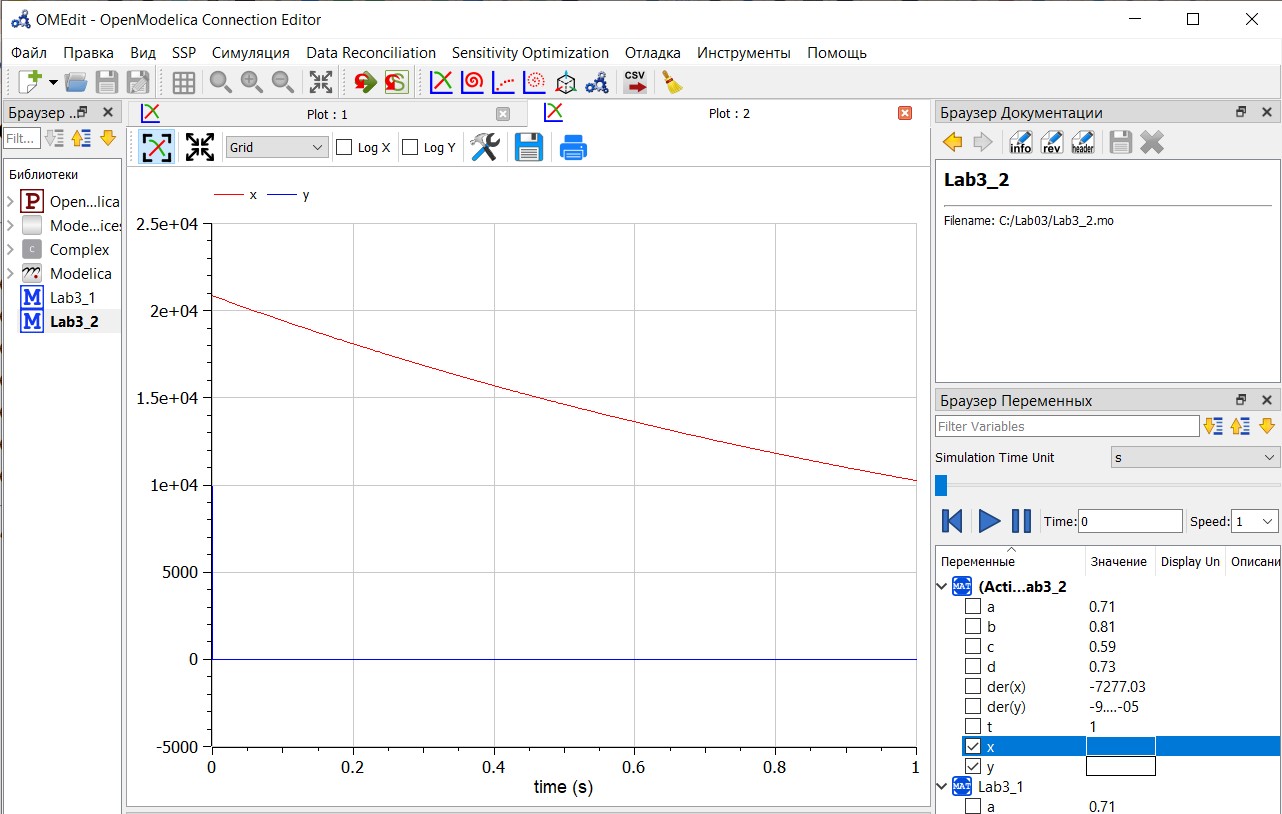 OMEdit - OpenModelica Connection Editor
Файл Правка Вид SSP Симуляция Data Reconciliation Sensitivity Optimization Отладка Инструменты Помощь
CSV
Браузер ..
Filt...
Библиотеки
P Open...lica
Mode...ices
C Complex
Modelica
M Lab3_1
M Lab3_2
Plot : 1
Plot : 2
Grid
Log X
Log Y
x y
2.5e+04
2e+04
1.5e+04
1e+04
5000
0
-5000
0 0.2 0.4 0.6 0.8 1
time (s)
Браузер Документации
info rev header
Lab3_2
Filename: C:/Lab03/Lab3_2.mo
Браузер Переменных
Filter Variables
Simulation Time Unit s
Time: 0 Speed: 1
Переменные Значение Display Un Описани
MAT (Acti...ab3_2
a 0.71
b 0.81
c 0.59
d 0.73
der(x) -7277.03
der(y) -9....-05
t 1
x
y
MAT Lab3_1
a 0.71